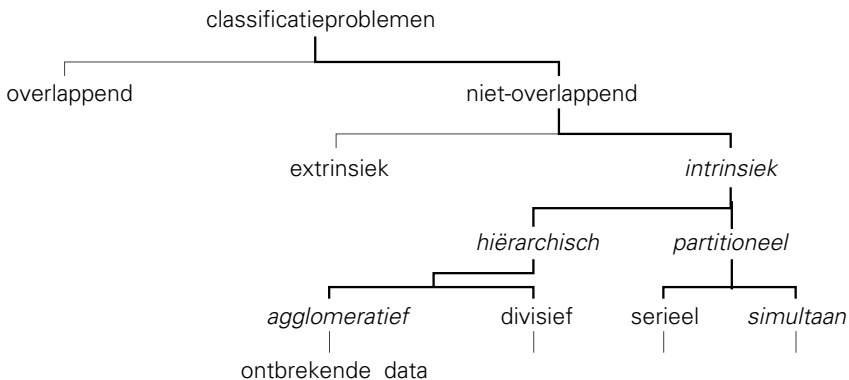 classificatieproblemen
overlappend niet-overlappend
extrinsiek intrinsiek
hiërarchisch partitioneel
agglomeratief divisief serieel simultaan
ontbrekende data